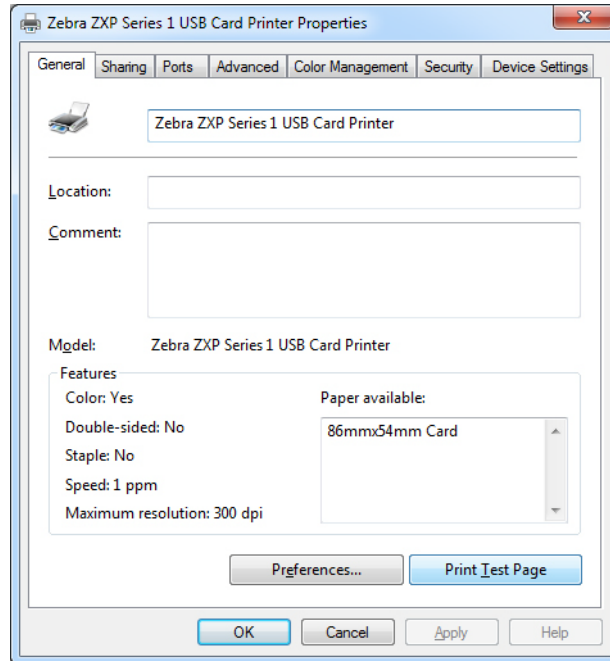 Zebra ZXP Series 1 USB Card Printer Properties
General Sharing Ports Advanced Color Management Security Device Settings
Zebra ZXP Series 1 USB Card Printer
Location:
Comment:
Model: Zebra ZXP Series 1 USB Card Printer
Features
Color: Yes Paper available:
Double-sided: No 86mmx54mm Card
Staple: No
Speed: 1 ppm
Maximum resolution: 300 dpi
Preferences... Print Test Page
OK Cancel Apply Help